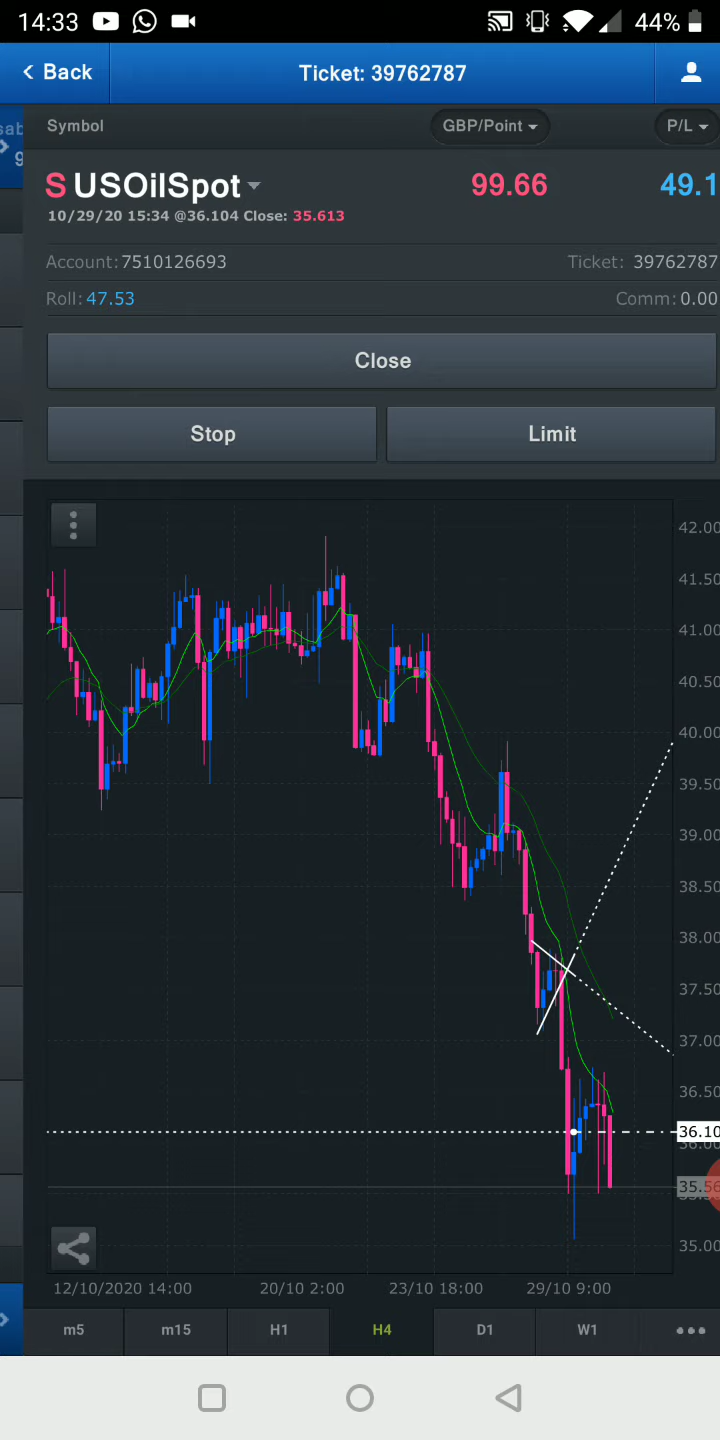 14:33 44%
Back Ticket: 39762787
Symbol GBP/Point P/L
S USOilSpot 99.66 49.1
10/29/20 15:34 @36.104 Close: 35.613
Account: 7510126693 Ticket: 39762787
Roll: 47.53 Comm: 0.00
Close
Stop Limit
42.00
41.50
41.00
40.50
40.00
39.50
39.00
38.50
38.00
37.50
37.00
36.50
36.10
35.00
12/10/2020 14:00 20/10 2:00 23/10 18:00 29/10 9:00
m5 m15 H1 H4 D1 W1